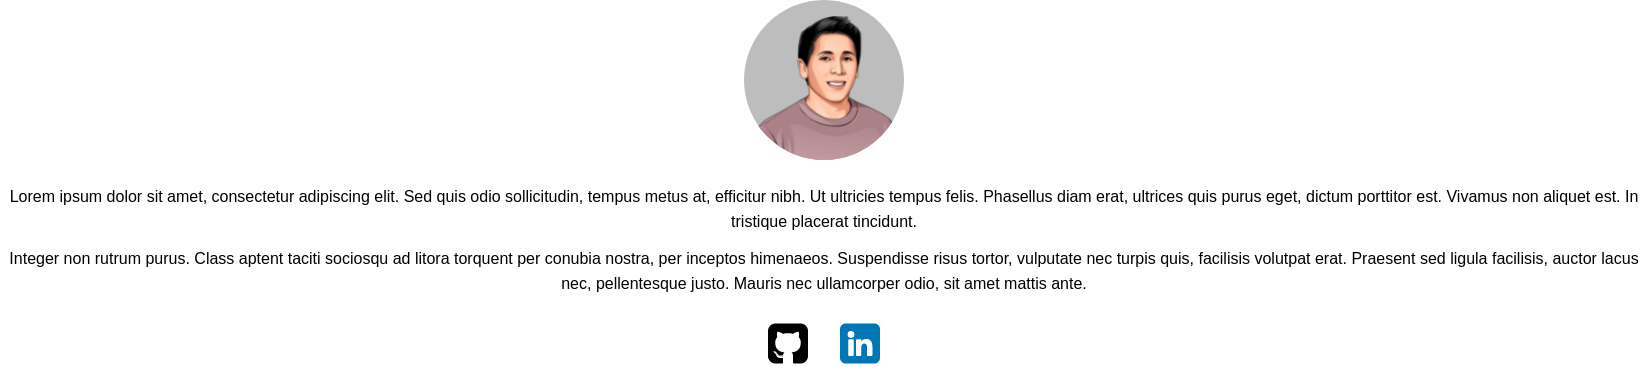 Lorem ipsum dolor sit amet, consectetur adipiscing elit. Sed quis odio sollicitudin, tempus metus at, efficitur nibh. Ut ultricies tempus felis. Phasellus diam erat, ultrices quis purus eget, dictum porttitor est. Vivamus non aliquet est. In
tristique placerat tincidunt.
Integer non rutrum purus. Class aptent taciti sociosqu ad litora torquent per conubia nostra, per inceptos himenaeos. Suspendisse risus tortor, vulputate nec turpis quis, facilisis volutpat erat. Praesent sed ligula facilisis, auctor lacus
nec, pellentesque justo. Mauris nec ullamcorper odio, sit amet mattis ante.
in